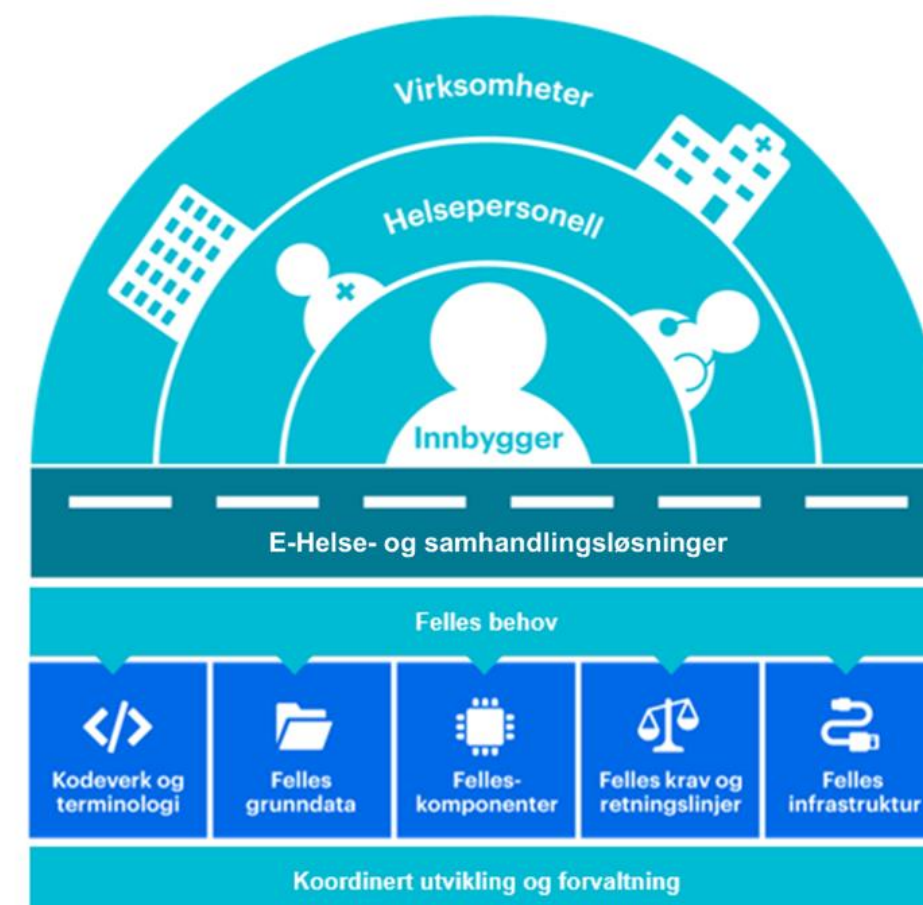 Virksomheter
Helsepersonell
Innbygger
E-Helse- og samhandlingsløsninger
Felles behov
Kodeverk og
terminologi
Felles
grunndata
Felles-
komponenter
Felles krav og
retningslinjer
Felles
infrastruktur
Koordinert utvikling og forvaltning